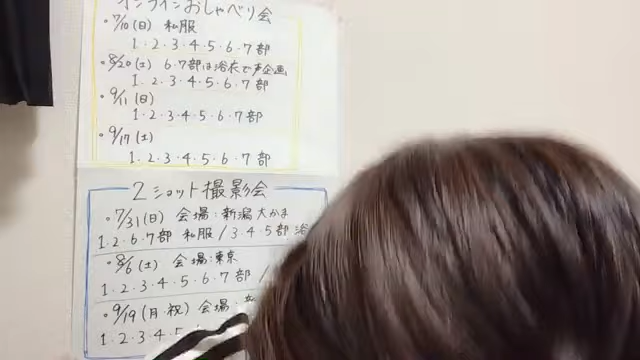 オンラインおしゃべり会
・7/10(日) 私服
1・2・3・4・5・6・7部
・8/20(土) 6・7部は浴衣で声企画
1・2・3・4・5・6・7部
・9/11(日)
1・2・3・4・5・6・7部
・9/17(土)
1・2・3・4・5・6・7部
2ショット撮影会
・7/31(日) 会場:新潟 大かま
1・2・6・7部 私服/3・4・5部 浴
・8/6(土) 会場:東京
1・2・3・4・5・6・7部 /
・9/19(月・祝) 会場:
1・2・3・4・5